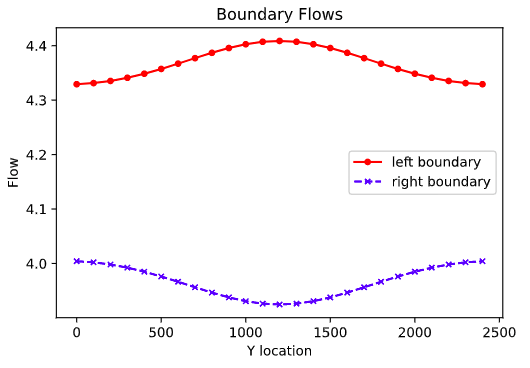 Boundary Flows
4.4
4.3
4.2
4.1
4.0
Flow
left boundary
right boundary
0
500
1000
1500
2000
2500
Y location